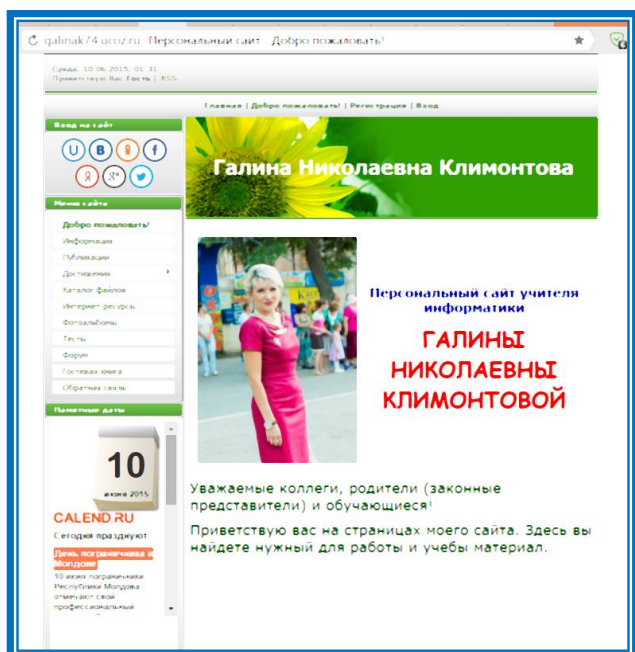 galinak74.ucoz.ru Персональный сайт - Добро пожаловать!
Среда, 10.06.2015, 01:31
Приветствую Вас Гость | RSS
Главная | Добро пожаловать! | Регистрация | Вход
Вход на сайт
Галина Николаевна Климонтова
Меню сайта
Добро пожаловать!
Информация
Публикации
Достижения
Каталог файлов
Интернет ресурсы
Фотоальбомы
Тесты
Форум
Гостевая книга
Обратная связь
Персональный сайт учителя
информатики
ГАЛИНЫ
НИКОЛАЕВНЫ
КЛИМОНТОВОЙ
Памятные даты
10
июня 2015
CALEND.RU
Сегодня празднуют
День пограничника в
Молдове
10 июня пограничники
Республики Молдова
отмечают свой
профессиональный
Уважаемые коллеги, родители (законные
представители) и обучающиеся!
Приветствую вас на страницах моего сайта. Здесь вы
найдете нужный для работы и учебы материал.